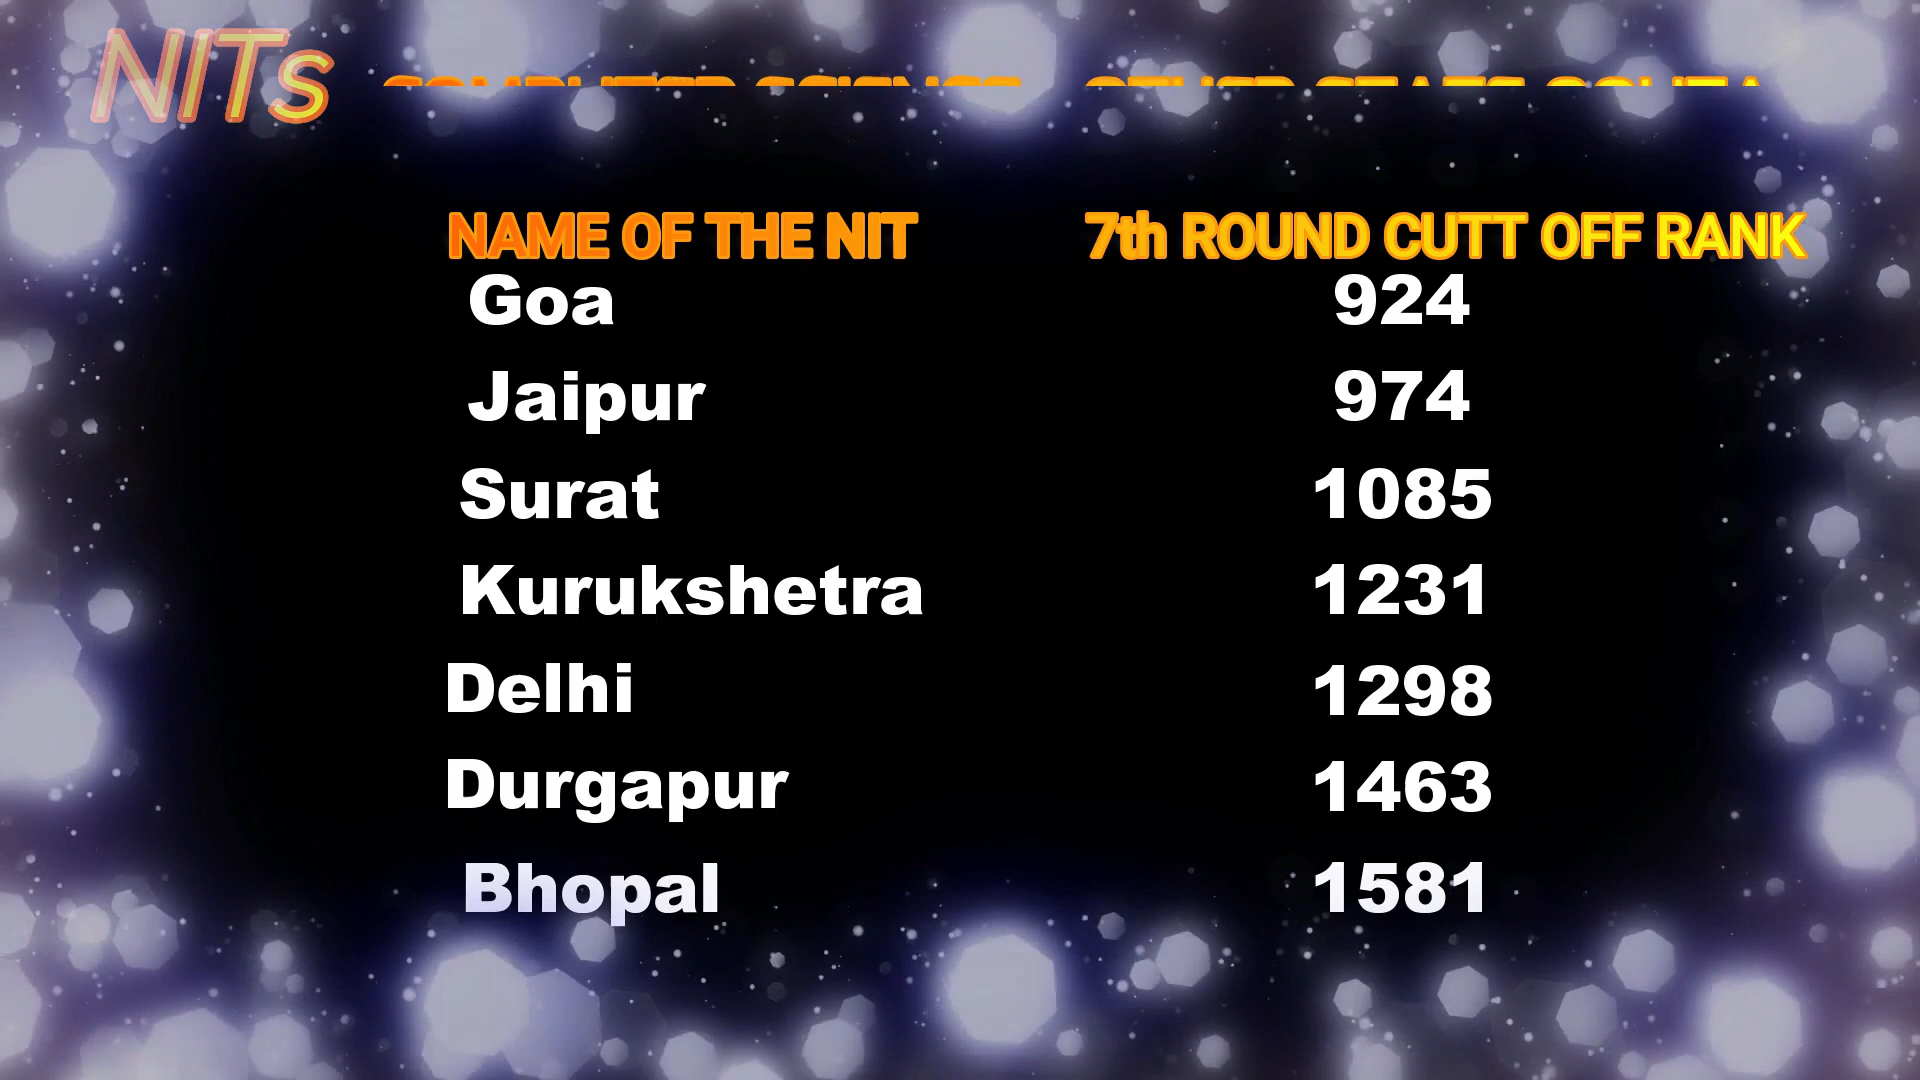 NITs
NAME OF THE NIT 7th ROUND CUTT OFF RANK
Goa 924
Jaipur 974
Surat 1085
Kurukshetra 1231
Delhi 1298
Durgapur 1463
Bhopal 1581